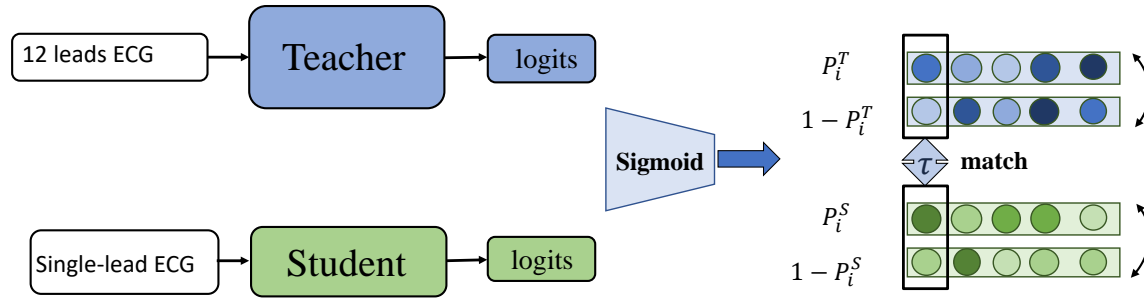 12 leads ECG
Teacher
logits
Sigmoid
P_i^T
1 − P_i^T
τ
match
P_i^S
1 − P_i^S
Single-lead ECG
Student
logits